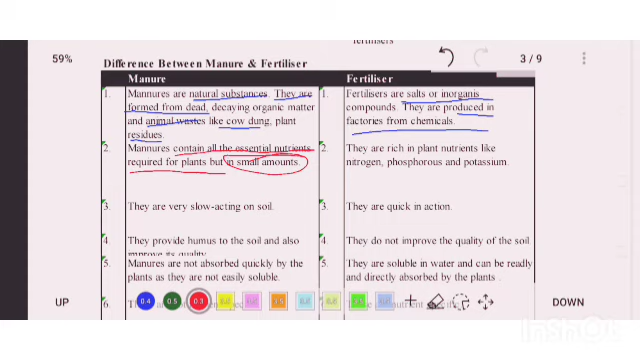 fertilisers
59%
3 / 9
Difference Between Manure & Fertiliser
Manure
Fertiliser
1. Mannures are natural substances. They are formed from dead, decaying organic matter and animal wastes like cow dung, plant residues.
1. Fertilisers are salts or inorganis compounds. They are produced in factories from chemicals.
2. Mannures contain all the essential nutrients required for plants but in small amounts.
2. They are rich in plant nutrients like nitrogen, phosphorous and potassium.
3. They are very slow-acting on soil.
3. They are quick in action.
4. They provide humus to the soil and also improve its quality
4. They do not improve the quality of the soil
5. Manures are not absorbed quickly by the plants as they are not easily soluble.
5. They are soluble in water and can be readily and directly absorbed by the plants .
6.
UP
0.4
0.5
0.3
DOWN